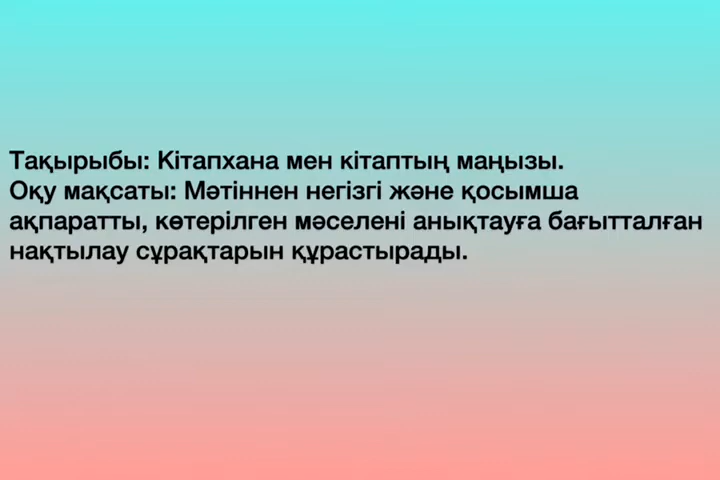 Тақырыбы: Кітапхана мен кітаптың маңызы.
Оқу мақсаты: Мәтіннен негізгі және қосымша
ақпаратты, көтерілген мәселені анықтауға бағытталған
нақтылау сұрақтарын құрастырады.